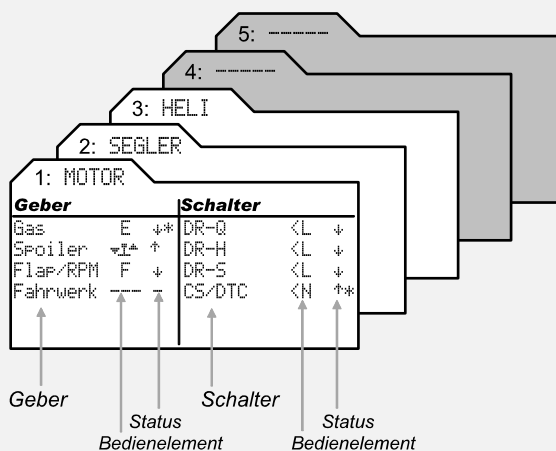 5: -----
4: -----
3: HELI
2: SEGLER
1: MOTOR
Geber Schalter
Gas E ↓* DR-Q <L ↓
Spoiler ↑ DR-H <L ↓
Flap/RPM F ↓ DR-S <L ↓
Fahrwerk --- - CS/DTC <N ↑*
Geber Schalter
Status Status
Bedienelement Bedienelement